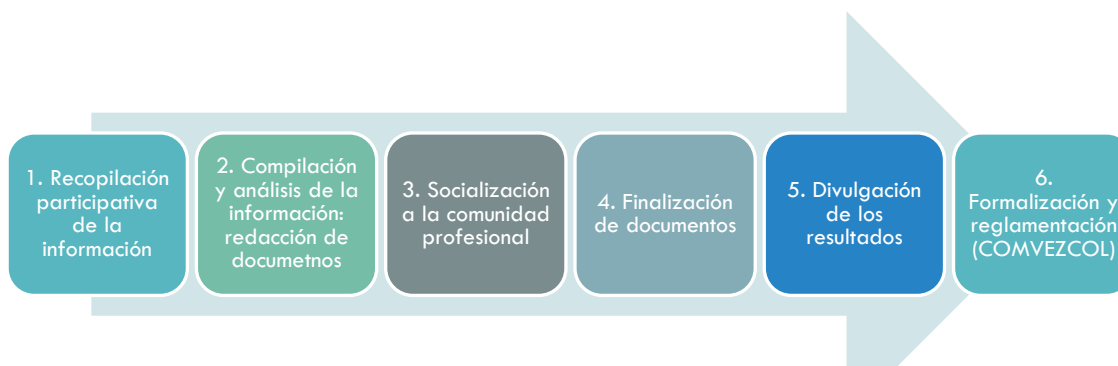 1. Recopilación
participativa
de la
información
2. Compilación
y análisis de la
información:
redacción de
documetnos
3. Socialización
a la comunidad
profesional
4. Finalización
de documentos
5. Divulgación
de los
resultados
6.
Formalización y
reglamentación
(COMVEZCOL)